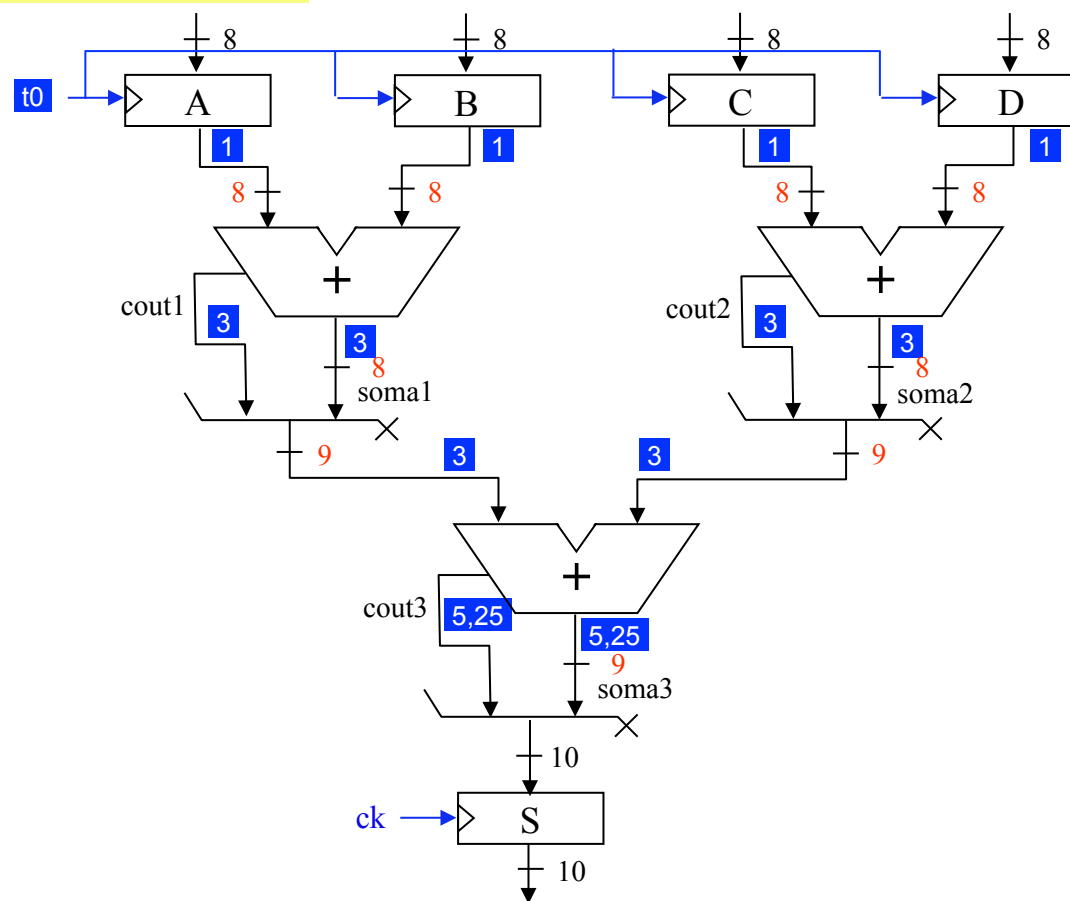 8 8 8 8
t0 A B C D
1 1 1 1
8 8 8 8
+ +
cout1 3 3 cout2 3 3
8 8
soma1 soma2
9 3 3 9
+
cout3 5,25 5,25
9
soma3
10
ck S
10